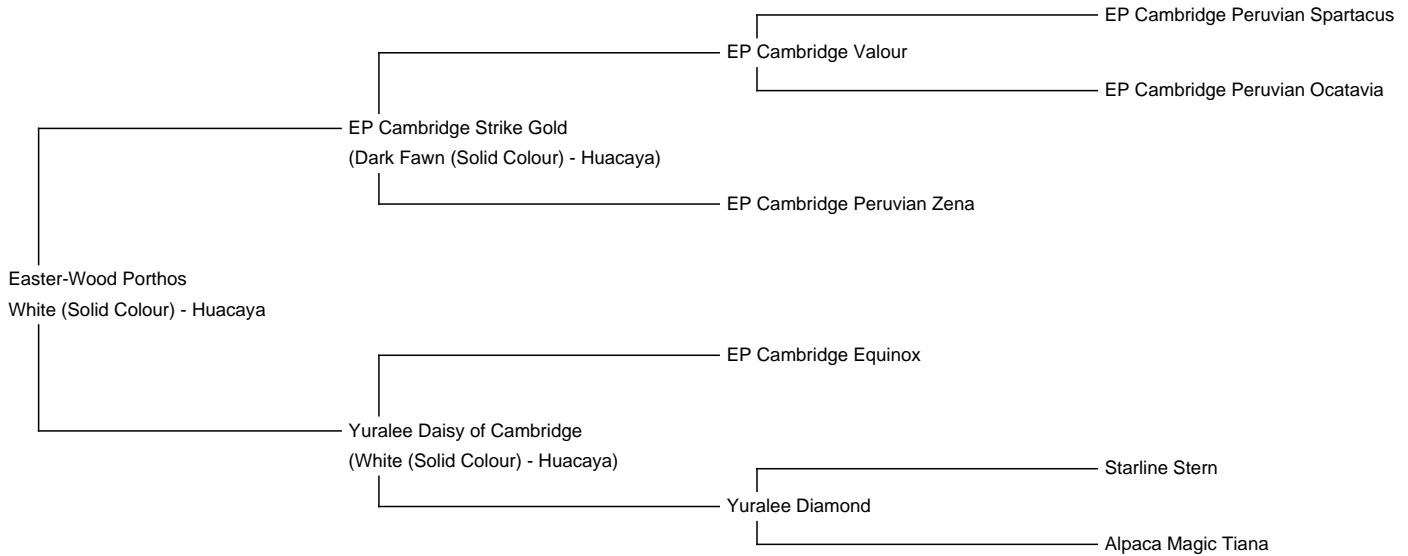 EP Cambridge Peruvian Spartacus
EP Cambridge Valour
EP Cambridge Peruvian Ocatavia
EP Cambridge Strike Gold
(Dark Fawn (Solid Colour) - Huacaya)
EP Cambridge Peruvian Zena
Easter-Wood Porthos
White (Solid Colour) - Huacaya
EP Cambridge Equinox
Yuralee Daisy of Cambridge
(White (Solid Colour) - Huacaya)
Starline Stern
Yuralee Diamond
Alpaca Magic Tiana